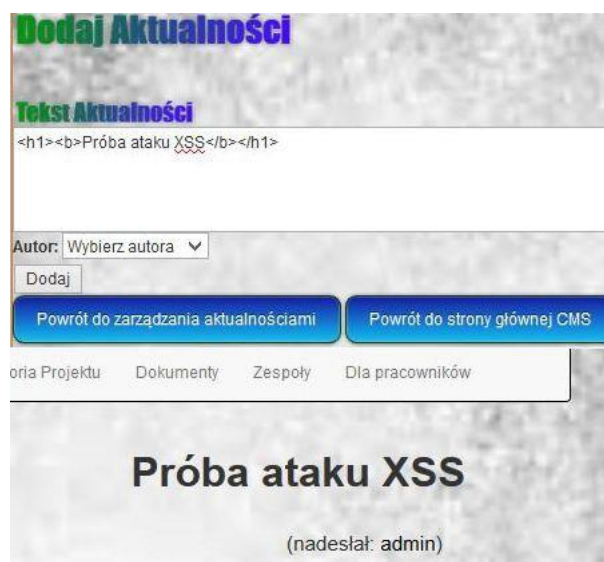 Dodaj Aktualności
Tekst Aktualności
<h1><b>Próba ataku XSS</b></h1>
Autor: Wybierz autora
Dodaj
Powrót do zarządzania aktualnościami Powrót do strony głównej CMS
oria Projektu Dokumenty Zespoły Dla pracowników
Próba ataku XSS
(nadesłał: admin)